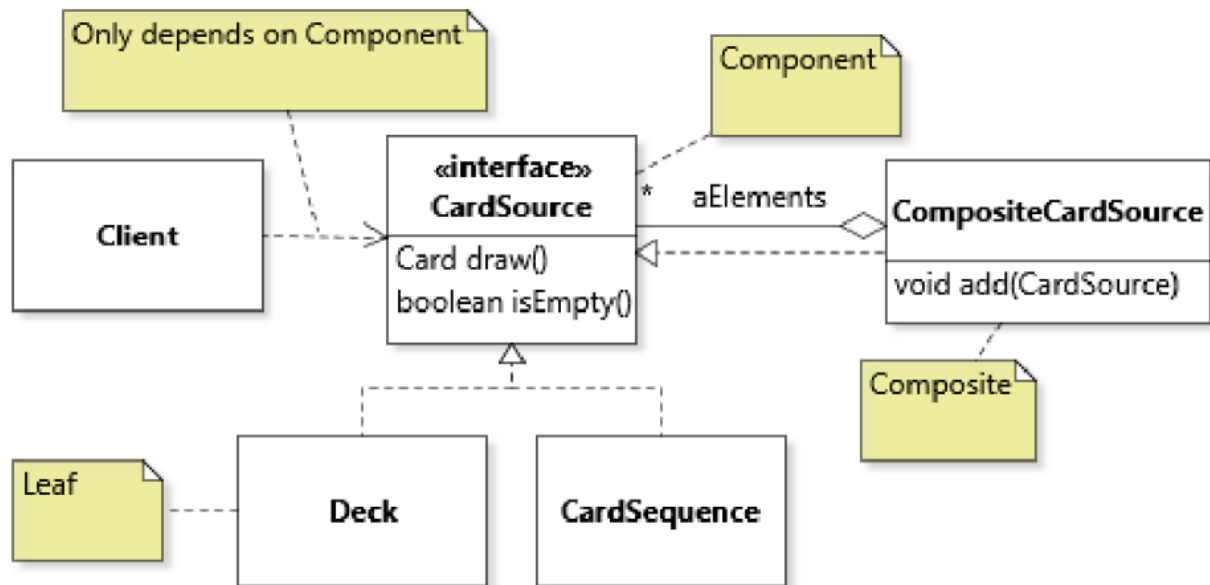 Only depends on Component
Component
Client
«interface»
CardSource
Card draw()
boolean isEmpty()
*
aElements
CompositeCardSource
void add(CardSource)
Composite
Leaf
Deck
CardSequence